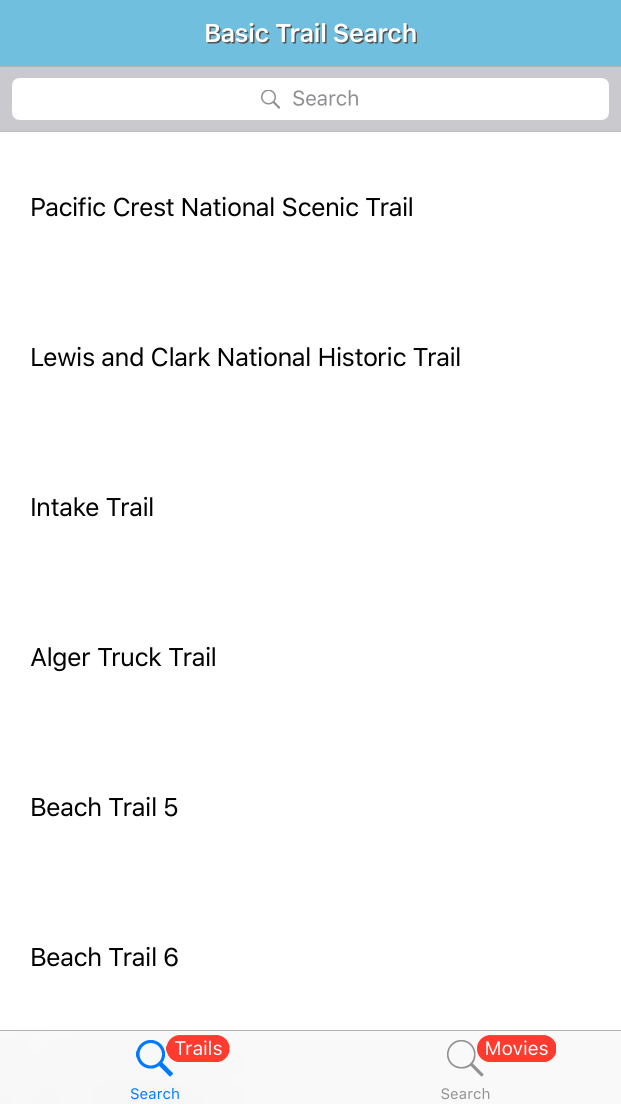 Basic Trail Search
Search
Pacific Crest National Scenic Trail
Lewis and Clark National Historic Trail
Intake Trail
Alger Truck Trail
Beach Trail 5
Beach Trail 6
Trails
Search
Movies
Search